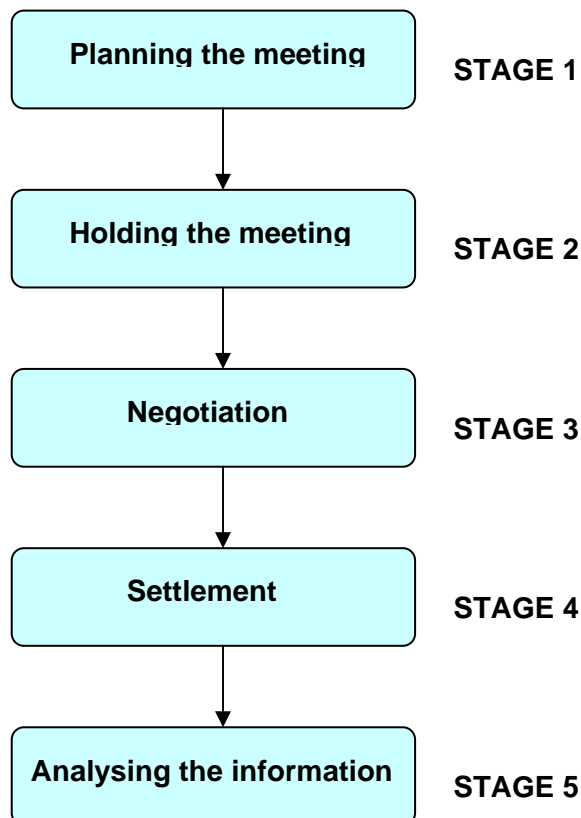 Planning the meeting
STAGE 1
Holding the meeting
STAGE 2
Negotiation
STAGE 3
Settlement
STAGE 4
Analysing the information
STAGE 5